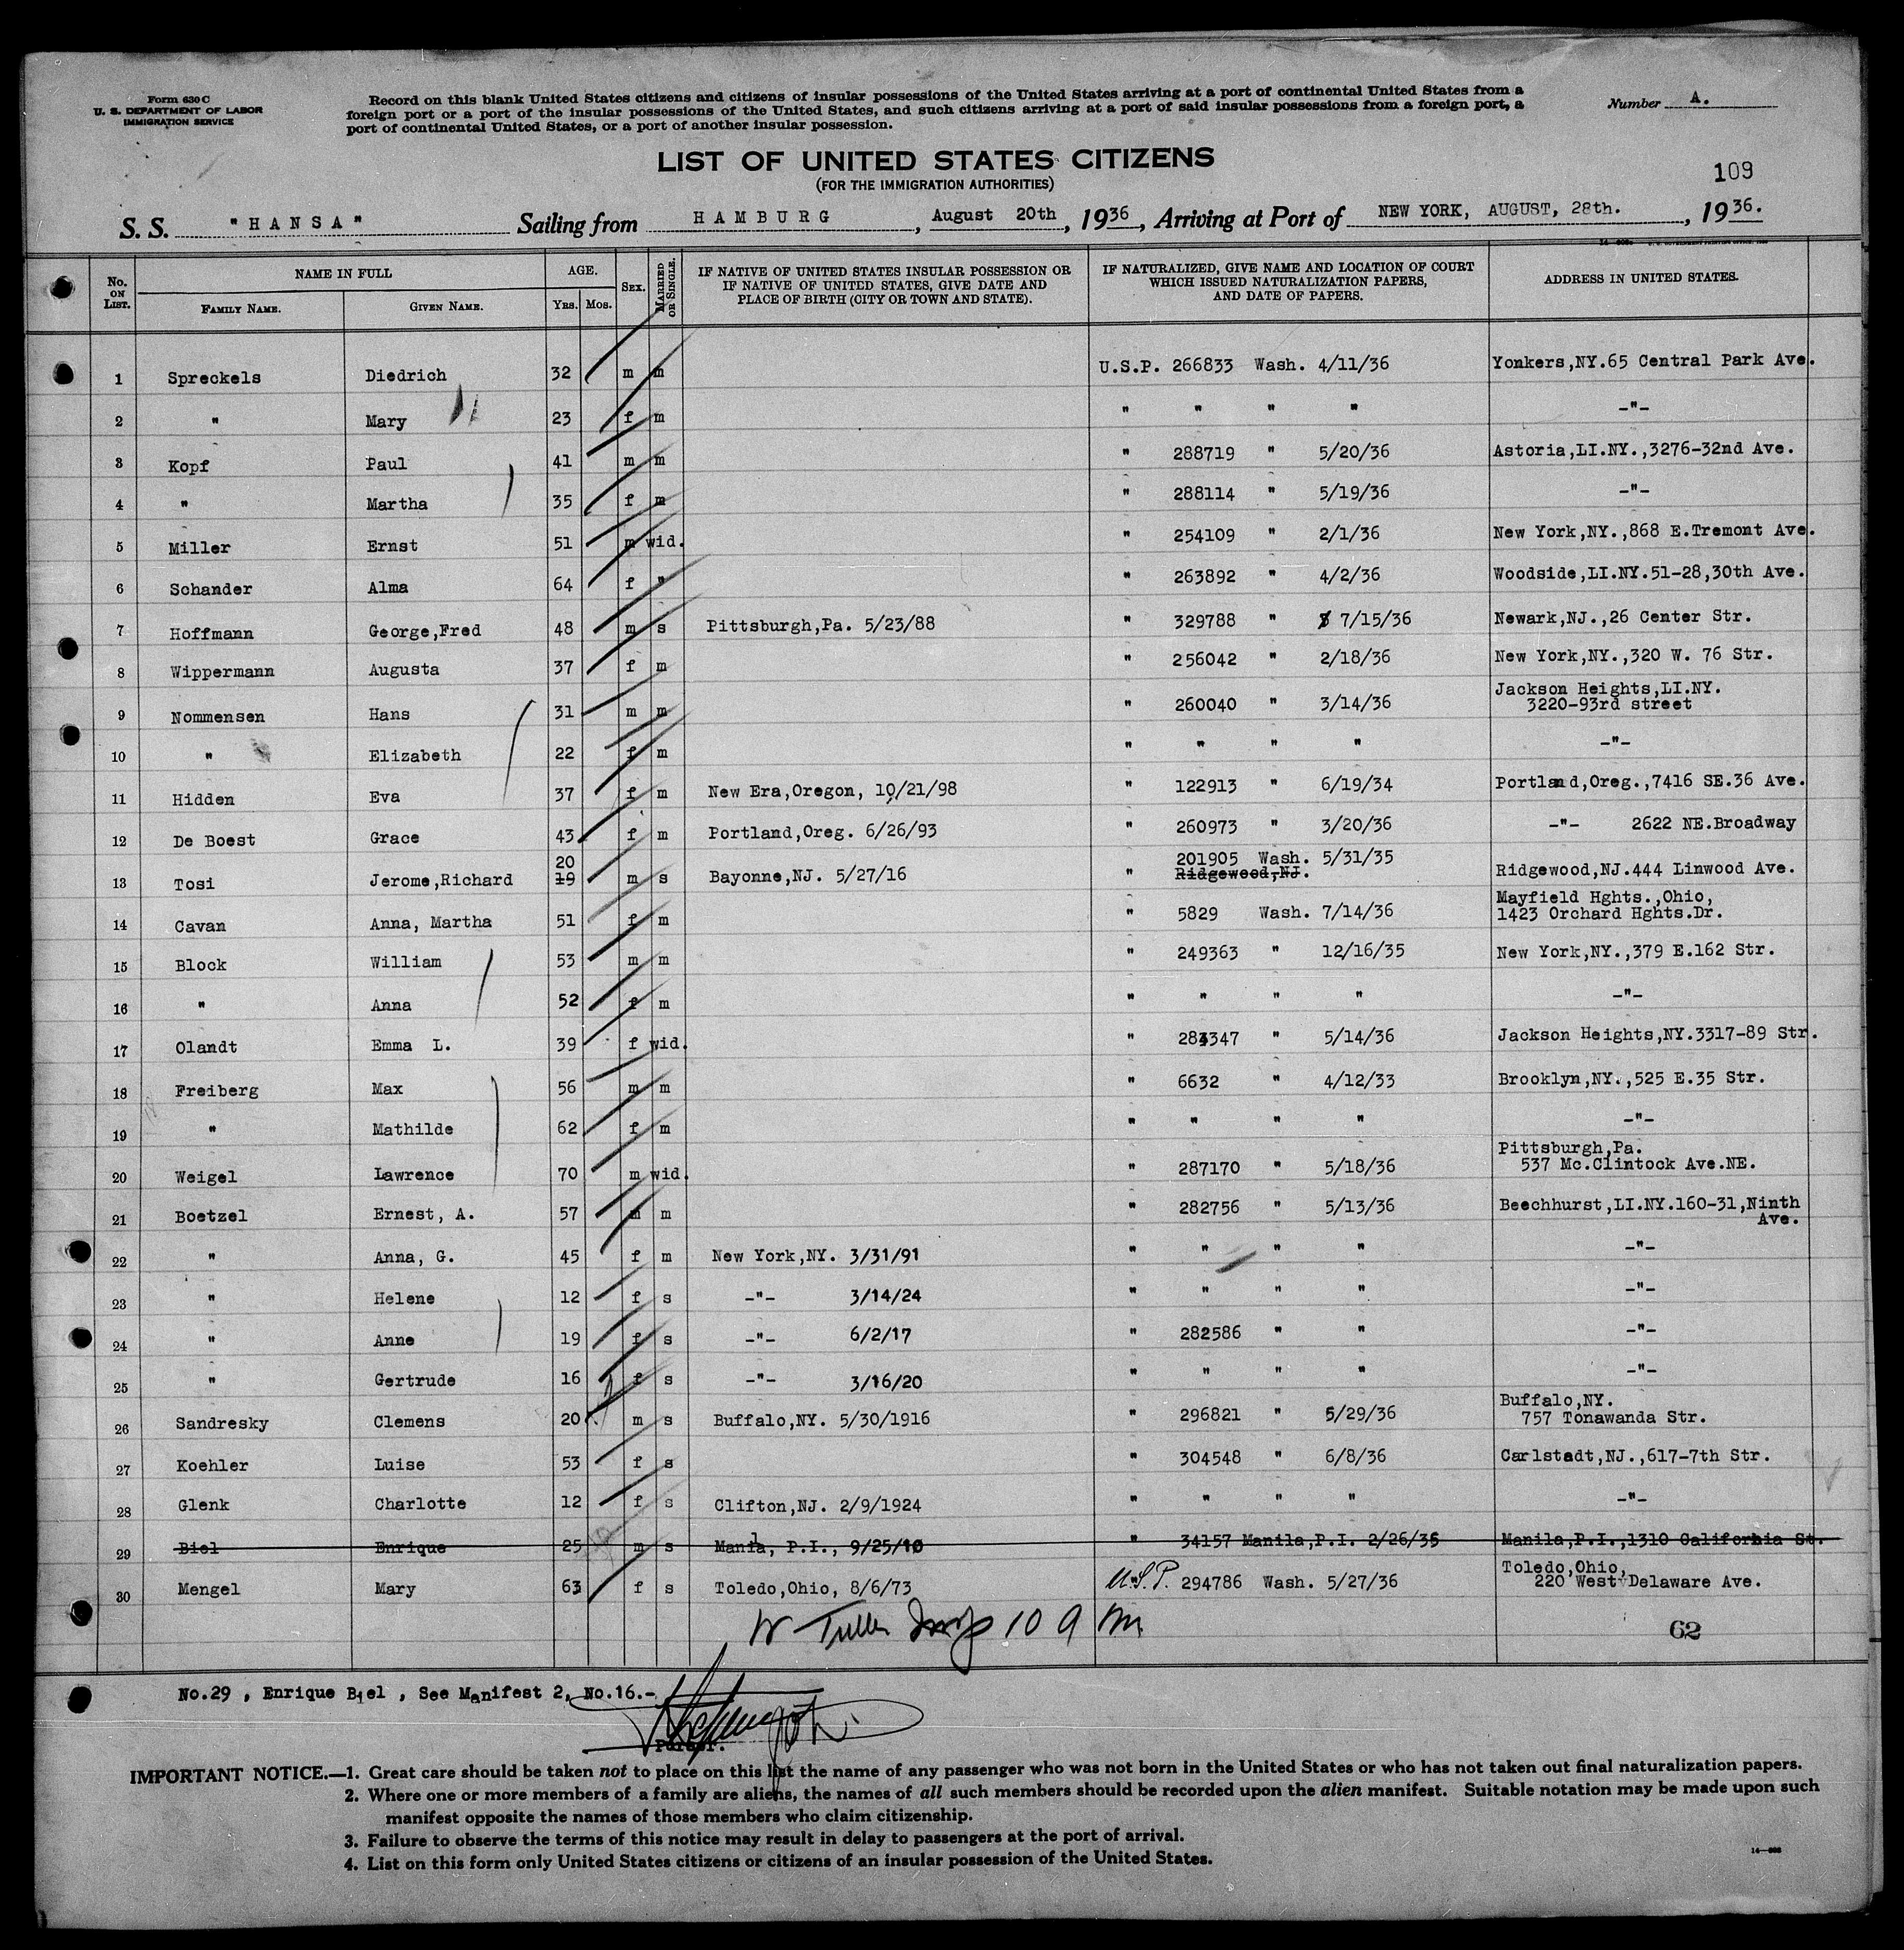 Form 630 C
U. S. DEPARTMENT OF LABOR
IMMIGRATION SERVICE
Record on this blank United States citizens and citizens of insular possessions of the United States arriving at a port of continental United States from a
foreign port or a port of the insular possessions of the United States, and such citizens arriving at a port of said insular possessions from a foreign port, a
port of continental United States, or a port of another insular possession.
Number A.
LIST OF UNITED STATES CITIZENS
(FOR THE IMMIGRATION AUTHORITIES)
109
S. S. "HANSA" Sailing from HAMBURG, August 20th, 1936, Arriving at Port of NEW YORK, AUGUST, 28th., 1936.
No. ON LIST. NAME IN FULL FAMILY NAME. GIVEN NAME. AGE. YRS. MOS. SEX. MARRIED OR SINGLE. IF NATIVE OF UNITED STATES INSULAR POSSESSION OR IF NATIVE OF UNITED STATES, GIVE DATE AND PLACE OF BIRTH (CITY OR TOWN AND STATE). IF NATURALIZED, GIVE NAME AND LOCATION OF COURT WHICH ISSUED NATURALIZATION PAPERS, AND DATE OF PAPERS. ADDRESS IN UNITED STATES.
1 Spreckels Diedrich 32 m m U.S.P. 266833 Wash. 4/11/36 Yonkers,NY.65 Central Park Ave.
2 " Mary 23 f m " " " " -"-
3 Kopf Paul 41 m m " 288719 " 5/20/36 Astoria,LI.NY.,3276-32nd Ave.
4 " Martha 35 f m " 288114 " 5/19/36 -"-
5 Miller Ernst 51 m wid. " 254109 " 2/1/36 New York,NY.,868 E.Tremont Ave.
6 Schander Alma 64 f " " 263892 " 4/2/36 Woodside,LI.NY.51-28,30th Ave.
7 Hoffmann George,Fred 48 m s Pittsburgh,Pa. 5/23/88 " 329788 " 7/15/36 Newark,NJ.,26 Center Str.
8 Wippermann Augusta 37 f m " 256042 " 2/18/36 New York,NY.,320 W. 76 Str.
9 Nommensen Hans 31 m m " 260040 " 3/14/36 Jackson Heights,LI.NY.
3220-93rd street
10 " Elizabeth 22 f m " " " " -"-
11 Hidden Eva 37 f m New Era,Oregon, 10/21/98 " 122913 " 6/19/34 Portland,Oreg.,7416 SE.36 Ave.
12 De Boest Grace 43 f m Portland,Oreg. 6/26/93 " 260973 " 3/20/36 -"- 2622 NE.Broadway
20 201905 Wash. 5/31/35
13 Tosi Jerome,Richard 19 m s Bayonne,NJ. 5/27/16 " Ridgewood,NJ. Ridgewood,NJ.444 Linwood Ave.
14 Cavan Anna, Martha 51 f m " 5829 Wash. 7/14/36 Mayfield Hghts.,Ohio,
1423 Orchard Hghts.Dr.
15 Block William 53 m m " 249363 " 12/16/35 New York,NY.,379 E.162 Str.
16 " Anna 52 f m " " " " -"-
17 Olandt Emma L. 39 f wid. " 283347 " 5/14/36 Jackson Heights,NY.3317-89 Str.
18 Freiberg Max 56 m m " 6632 " 4/12/33 Brooklyn,NY.,525 E.35 Str.
19 " Mathilde 62 f m " " " " -"-
20 Weigel Lawrence 70 m wid. " 287170 " 5/18/36 Pittsburgh,Pa.
537 Mc.Clintock Ave.NE.
21 Boetzel Ernest, A. 57 m m " 282756 " 5/13/36 Beechhurst,LI.NY.160-31,Ninth
Ave.
22 " Anna, G. 45 f m New York,NY. 3/31/91 " " " " -"-
23 " Helene 12 f s -"- 3/14/24 " " " " -"-
24 " Anne 19 f s -"- 6/2/17 " 282586 " " -"-
25 " Gertrude 16 f s -"- 3/16/20 " " " " -"-
26 Sandresky Clemens 20 m s Buffalo,NY. 5/30/1916 " 296821 " 5/29/36 Buffalo,NY.
757 Tonawanda Str.
27 Koehler Luise 53 f s " 304548 " 6/8/36 Carlstadt,NJ.,617-7th Str.
28 Glenk Charlotte 12 f s Clifton,NJ. 2/9/1924 " " " " -"-
29 Biel Enrique 25 m s Manila, P.I., 9/25/10 " 34157 Manila,P.I. 2/26/36 Manila,P.I.,1310 California St.
30 Mengel Mary 63 f s Toledo,Ohio, 8/6/73 U.S.P. 294786 Wash. 5/27/36 Toledo,Ohio,
220 West Delaware Ave.
Insp 10 9 m
62
No.29 , Enrique Biel , See Manifest 2, No.16.-
Purser.
IMPORTANT NOTICE.—1. Great care should be taken not to place on this list the name of any passenger who was not born in the United States or who has not taken out final naturalization papers.
2. Where one or more members of a family are aliens, the names of all such members should be recorded upon the alien manifest. Suitable notation may be made upon such
manifest opposite the names of those members who claim citizenship.
3. Failure to observe the terms of this notice may result in delay to passengers at the port of arrival.
4. List on this form only United States citizens or citizens of an insular possession of the United States.